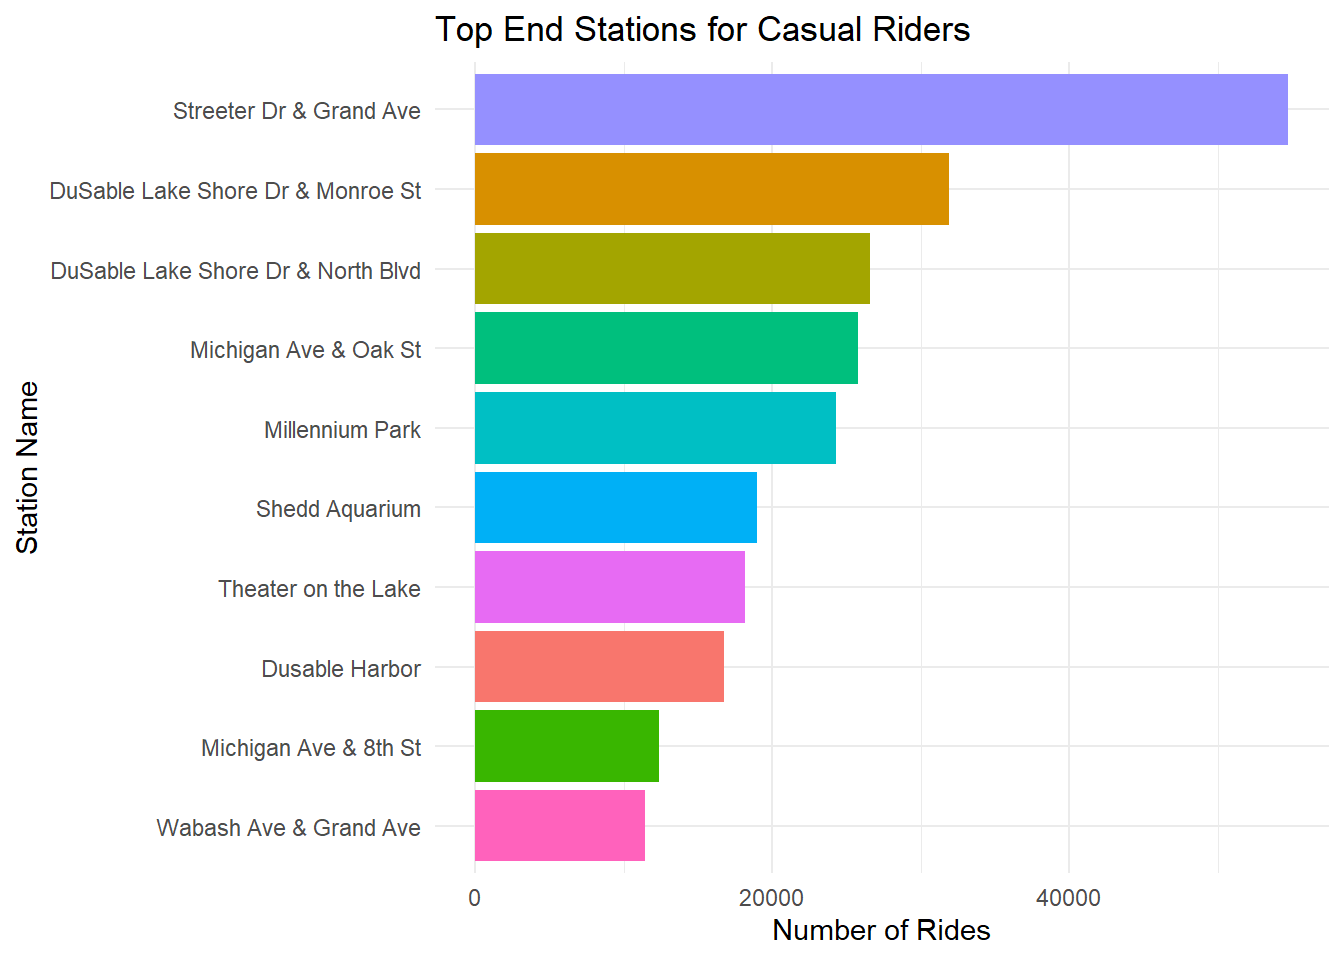 Top End Stations for Casual Riders
Station Name
Streeter Dr & Grand Ave
DuSable Lake Shore Dr & Monroe St
DuSable Lake Shore Dr & North Blvd
Michigan Ave & Oak St
Millennium Park
Shedd Aquarium
Theater on the Lake
Dusable Harbor
Michigan Ave & 8th St
Wabash Ave & Grand Ave
0 20000 40000
Number of Rides